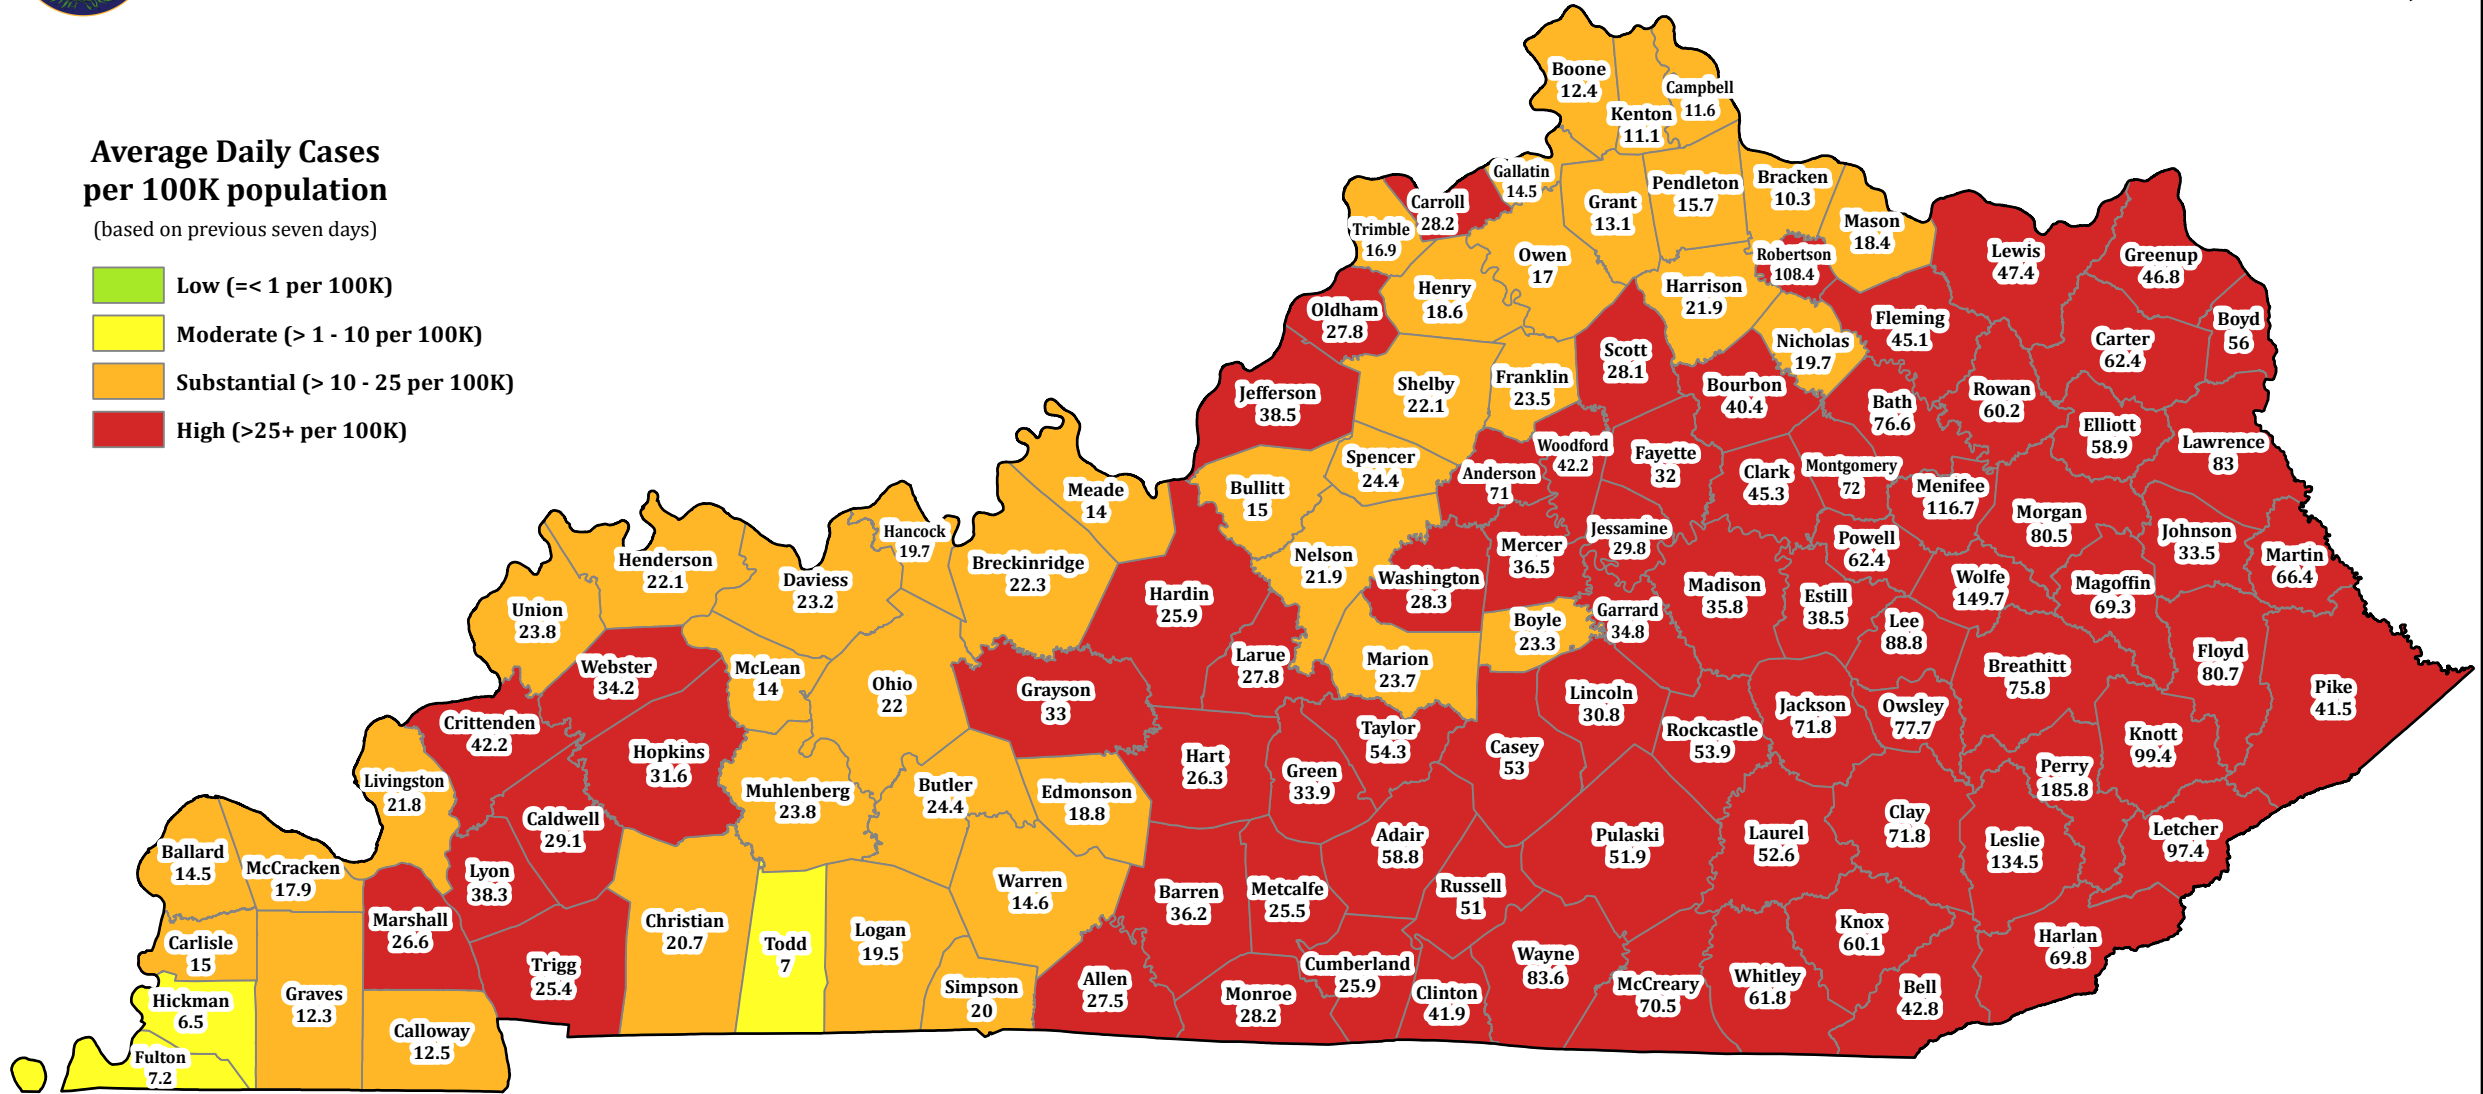 Average Daily Cases
per 100K population
(based on previous seven days)
Low (=< 1 per 100K)
Moderate (> 1 - 10 per 100K)
Substantial (> 10 - 25 per 100K)
High (>25+ per 100K)
Boone
12.4
Kenton
11.1
Campbell
11.6
Gallatin
14.5
Carroll
28.2
Trimble
16.9
Grant
13.1
Pendleton
15.7
Bracken
10.3
Mason
18.4
Robertson
108.4
Lewis
47.4
Greenup
46.8
Owen
17
Henry
18.6
Oldham
27.8
Harrison
21.9
Nicholas
19.7
Fleming
45.1
Carter
62.4
Boyd
56
Jefferson
38.5
Shelby
22.1
Franklin
23.5
Scott
28.1
Bourbon
40.4
Bath
76.6
Rowan
60.2
Elliott
58.9
Lawrence
83
Bullitt
15
Spencer
24.4
Anderson
71
Woodford
42.2
Fayette
32
Clark
45.3
Montgomery
72
Menifee
116.7
Morgan
80.5
Johnson
33.5
Martin
66.4
Meade
14
Hancock
19.7
Breckinridge
22.3
Henderson
22.1
Daviess
23.2
Union
23.8
Hardin
25.9
Nelson
21.9
Washington
28.3
Mercer
36.5
Jessamine
29.8
Madison
35.8
Powell
62.4
Estill
38.5
Wolfe
149.7
Magoffin
69.3
Boyle
23.3
Garrard
34.8
Lee
88.8
Breathitt
75.8
Floyd
80.7
Pike
41.5
Webster
34.2
McLean
14
Ohio
22
Grayson
33
Larue
27.8
Marion
23.7
Lincoln
30.8
Rockcastle
53.9
Jackson
71.8
Owsley
77.7
Knott
99.4
Perry
185.8
Crittenden
42.2
Hopkins
31.6
Livingston
21.8
Caldwell
29.1
Muhlenberg
23.8
Butler
24.4
Edmonson
18.8
Hart
26.3
Green
33.9
Taylor
54.3
Casey
53
Adair
58.8
Pulaski
51.9
Laurel
52.6
Clay
71.8
Leslie
134.5
Letcher
97.4
Ballard
14.5
McCracken
17.9
Lyon
38.3
Marshall
26.6
Christian
20.7
Todd
7
Logan
19.5
Warren
14.6
Barren
36.2
Metcalfe
25.5
Russell
51
Knox
60.1
Harlan
69.8
Carlisle
15
Hickman
6.5
Graves
12.3
Trigg
25.4
Calloway
12.5
Fulton
7.2
Simpson
20
Allen
27.5
Monroe
28.2
Cumberland
25.9
Clinton
41.9
Wayne
83.6
McCreary
70.5
Whitley
61.8
Bell
42.8